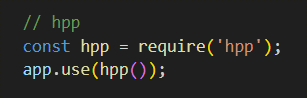 // hpp
const hpp = require('hpp');
app.use(hpp());